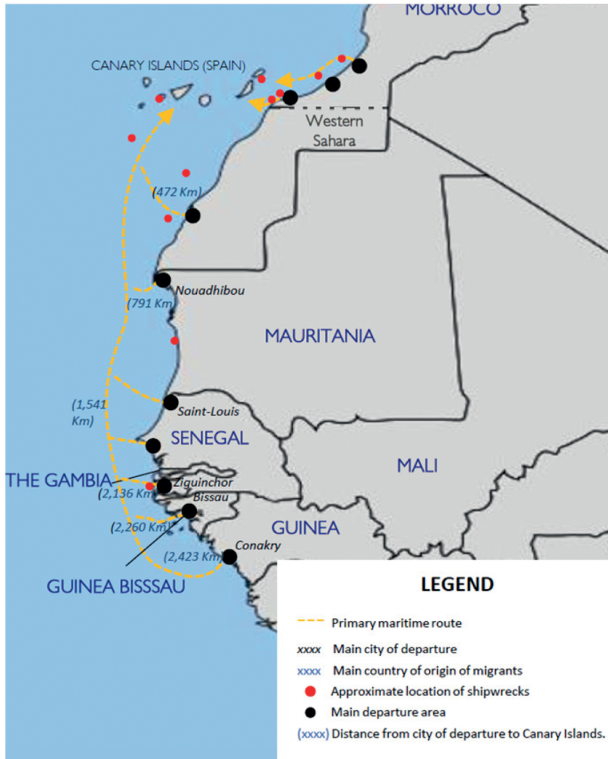 MORROCO
CANARY ISLANDS (SPAIN)
Western
Sahara
(472 Km)
Nouadhibou
(791 Km)
MAURITANIA
Saint-Louis
(1,541
Km)
SENEGAL
MALI
THE GAMBIA
Ziguinchor
(2,136 Km)
Bissau
(2,260 Km)
GUINEA
Conakry
(2,423 Km)
GUINEA BISSSAU
LEGEND
Primary maritime route
xxxx Main city of departure
xxxx Main country of origin of migrants
Approximate location of shipwrecks
Main departure area
(xxxx) Distance from city of departure to Canary Islands.